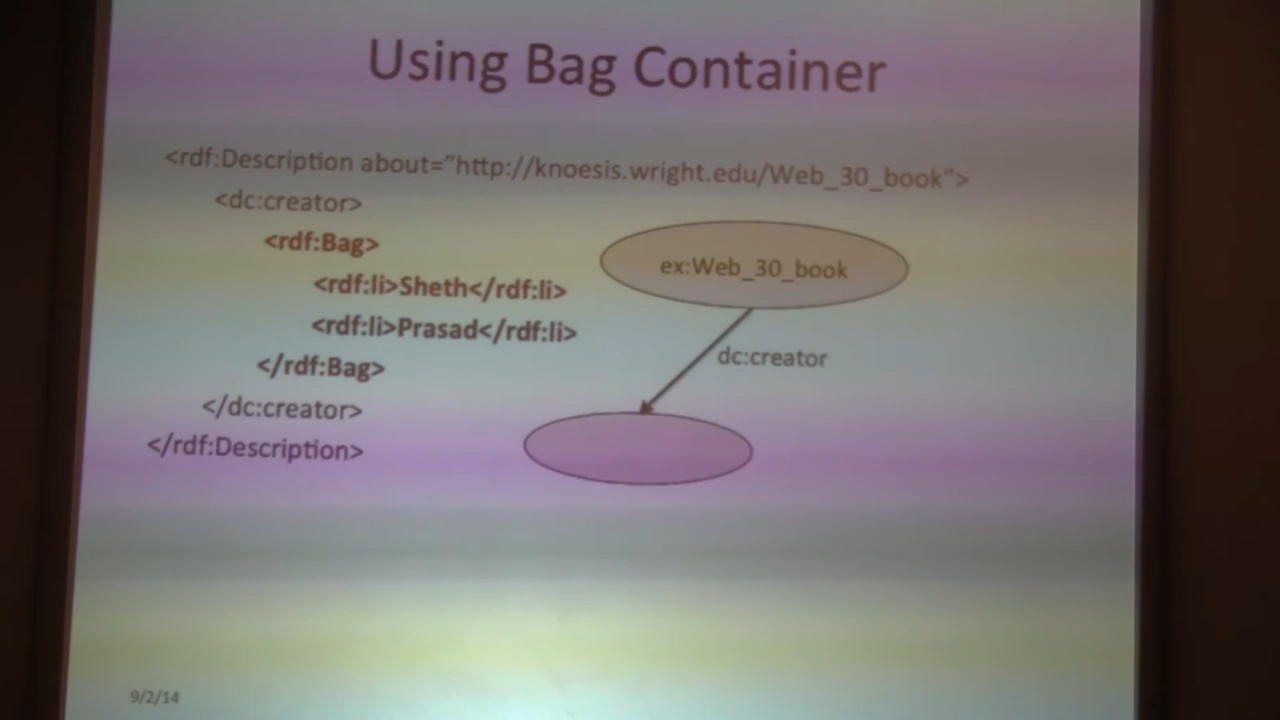 Using Bag Container
<rdf:Description about="http://knoesis.wright.edu/Web_30_book">
<dc:creator>
<rdf:Bag>
<rdf:li>Sheth</rdf:li>
<rdf:li>Prasad</rdf:li>
</rdf:Bag>
</dc:creator>
</rdf:Description>
ex:Web_30_book
dc:creator
9/2/14